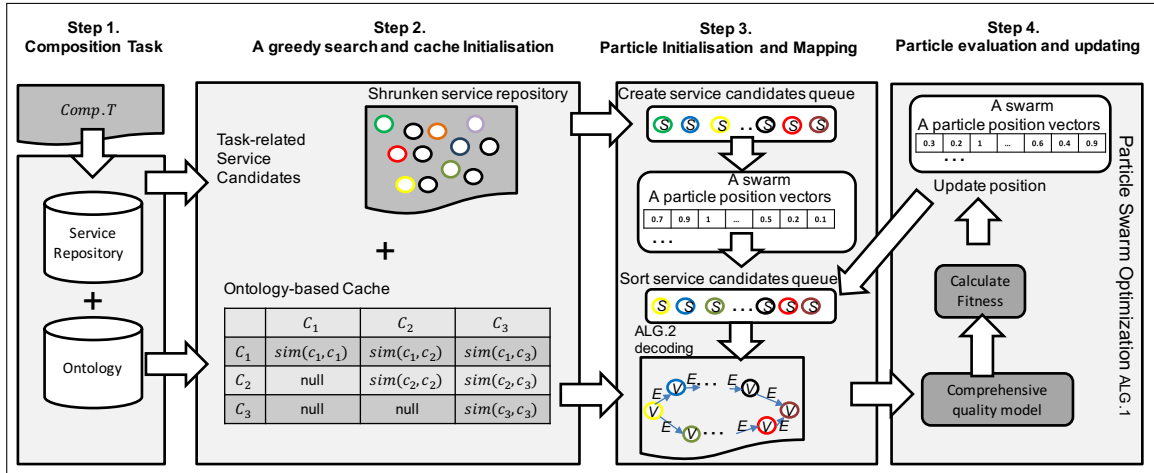 Step 1.
Composition Task
Step 2.
A greedy search and cache Initialisation
Step 3.
Particle Initialisation and Mapping
Step 4.
Particle evaluation and updating
Comp.T
Service
Repository
+
Ontology
Shrunken service repository
Task-related
Service
Candidates
+
Ontology-based Cache
C₁ C₂ C₃
C₁ sim(c₁,c₁) sim(c₁,c₂) sim(c₁,c₃)
C₂ null sim(c₂,c₂) sim(c₂,c₃)
C₃ null null sim(c₃,c₃)
Create service candidates queue
S S S ... S S S
A swarm
A particle position vectors
0.7 0.9 1 ... 0.5 0.2 0.1
...
Sort service candidates queue
S S S ... S S S
ALG.2
decoding
E V ... E V E
V V
E V ... E V E
A swarm
A particle position vectors
0.3 0.2 1 ... 0.6 0.4 0.9
...
Update position
Calculate
Fitness
Comprehensive
quality model
Particle Swarm Optimization ALG.1